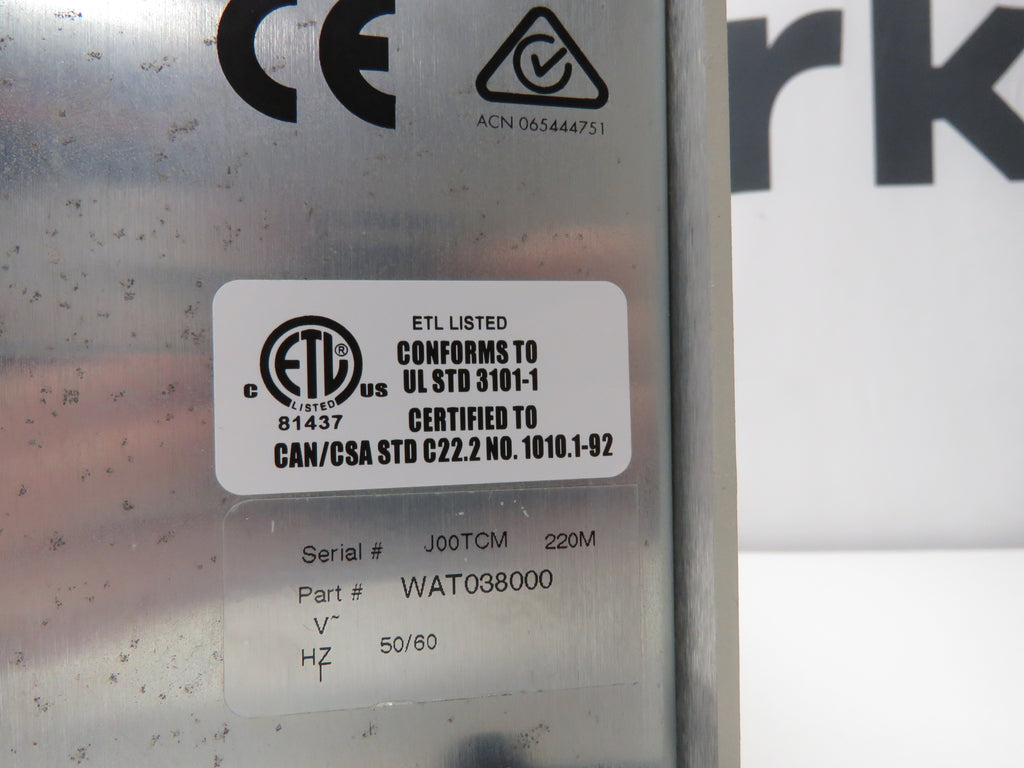 CE
ACN 065444751
rk
ETL LISTED
CONFORMS TO
UL STD 3101-1
CERTIFIED TO
CAN/CSA STD C22.2 NO. 1010.1-92
C ETL® US
LISTED
81437
Serial # J00TCM 220M
Part # WAT038000
V~
HZ 50/60